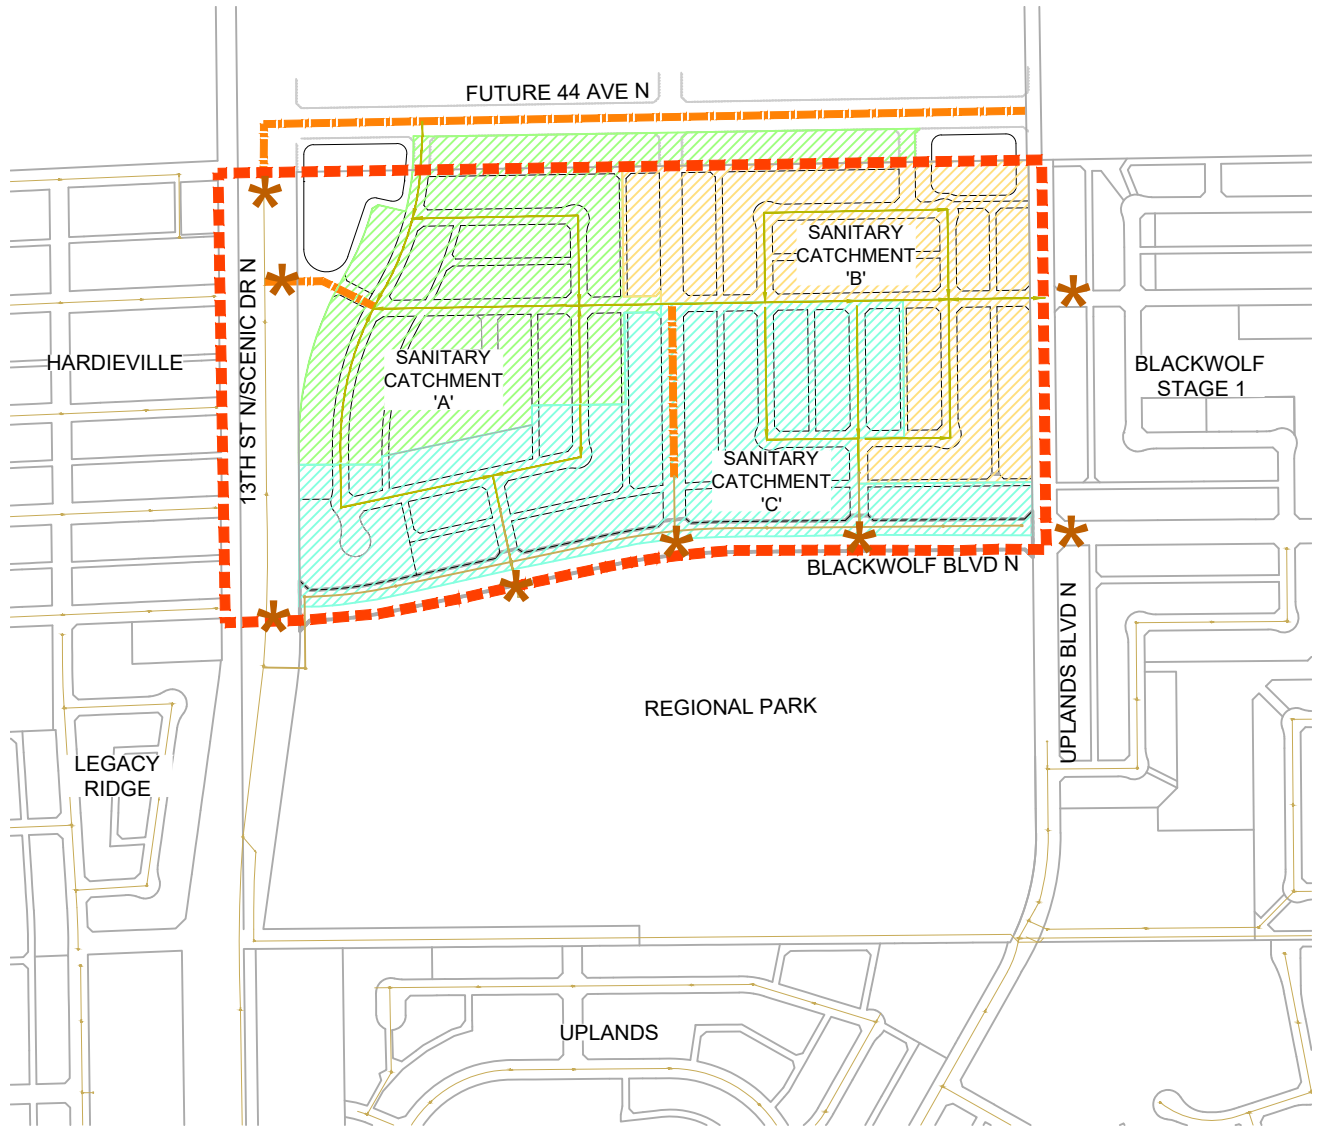 FUTURE 44 AVE N
SANITARY
CATCHMENT
'B'
13TH ST N/SCENIC DR N
HARDIEVILLE
SANITARY
CATCHMENT
'A'
BLACKWOLF
STAGE 1
SANITARY
CATCHMENT
'C'
BLACKWOLF BLVD N
UPLANDS BLVD N
REGIONAL PARK
LEGACY
RIDGE
UPLANDS